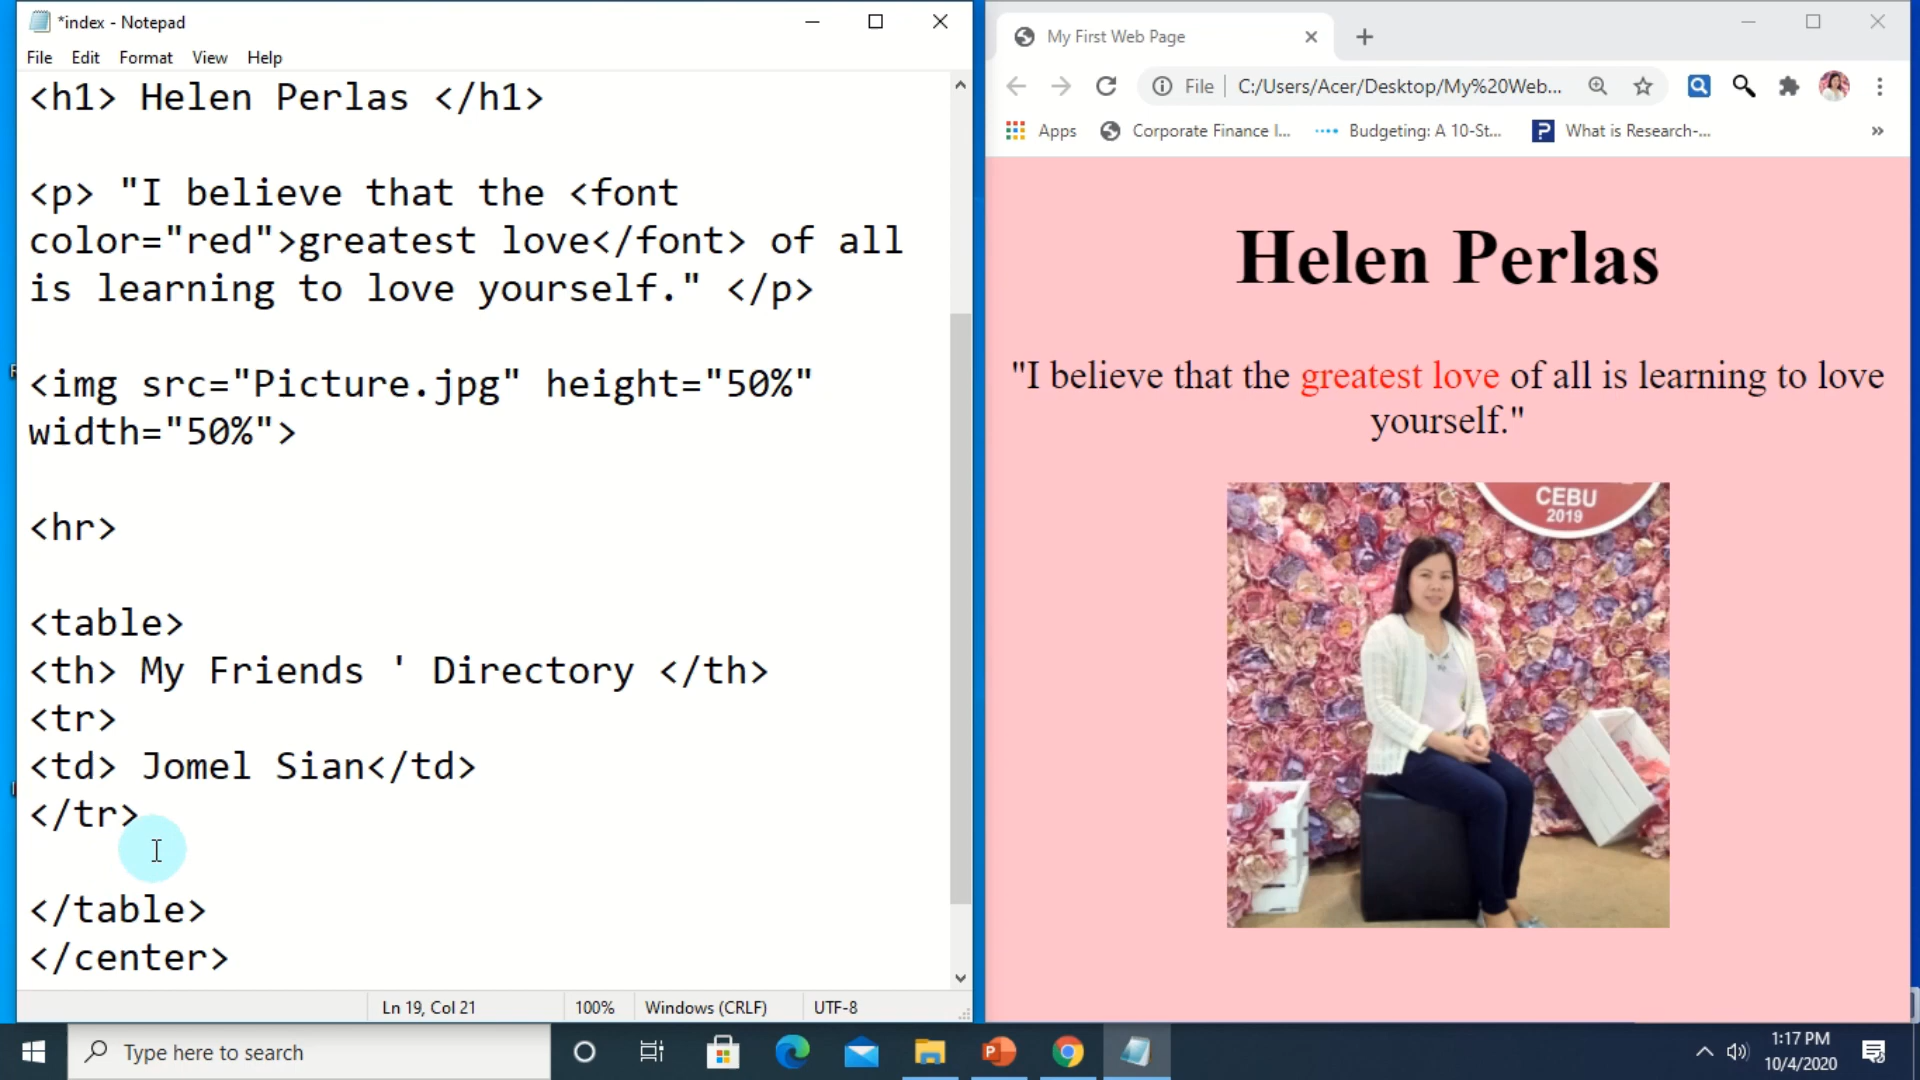 *index - Notepad
File Edit Format View Help
<h1> Helen Perlas </h1>
<p> "I believe that the <font
color="red">greatest love</font> of all
is learning to love yourself." </p>
<img src="Picture.jpg" height="50%"
width="50%">
<hr>
<table>
<th> My Friends ' Directory </th>
<tr>
<td> Jomel Sian</td>
</tr>
</table>
</center>
Ln 19, Col 21 100% Windows (CRLF) UTF-8
My First Web Page
File C:/Users/Acer/Desktop/My%20Web...
Apps Corporate Finance I... Budgeting: A 10-St... What is Research-...
Helen Perlas
"I believe that the greatest love of all is learning to love
yourself."
CEBU
2019
Type here to search
1:17 PM
10/4/2020